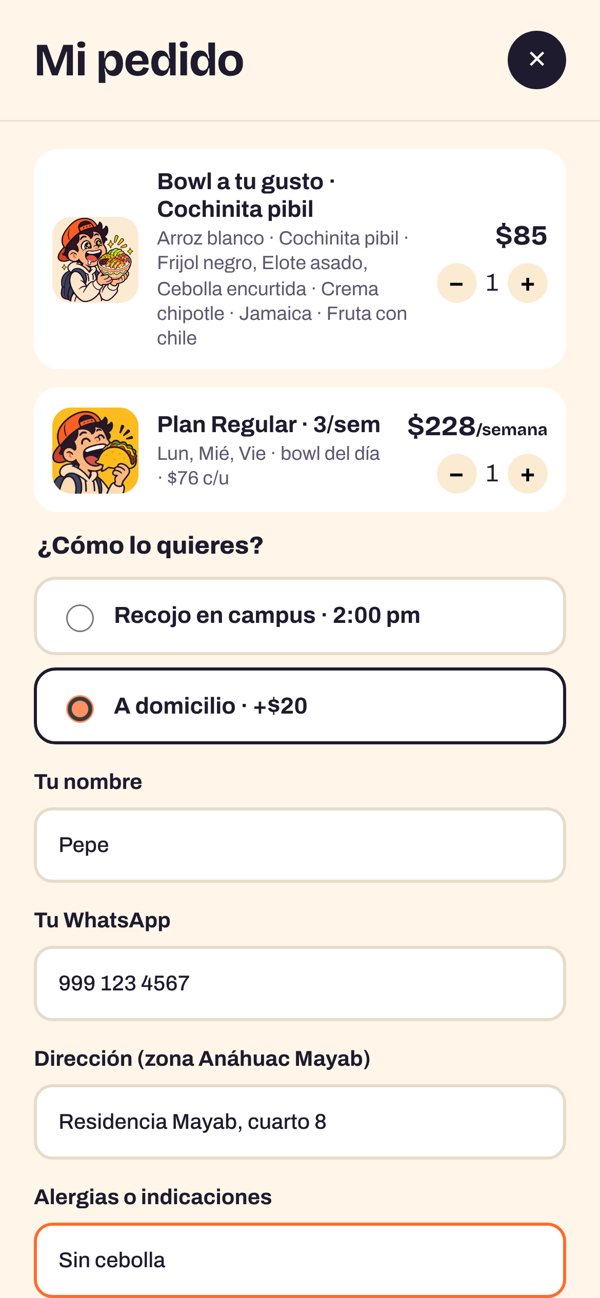 Mi pedido
×
Bowl a tu gusto ·
Cochinita pibil
Arroz blanco · Cochinita pibil ·
Frijol negro, Elote asado,
Cebolla encurtida · Crema
chipotle · Jamaica · Fruta con
chile
$85
− 1 +
Plan Regular · 3/sem
Lun, Mié, Vie · bowl del día
· $76 c/u
$228/semana
− 1 +
¿Cómo lo quieres?
Recojo en campus · 2:00 pm
A domicilio · +$20
Tu nombre
Pepe
Tu WhatsApp
999 123 4567
Dirección (zona Anáhuac Mayab)
Residencia Mayab, cuarto 8
Alergias o indicaciones
Sin cebolla